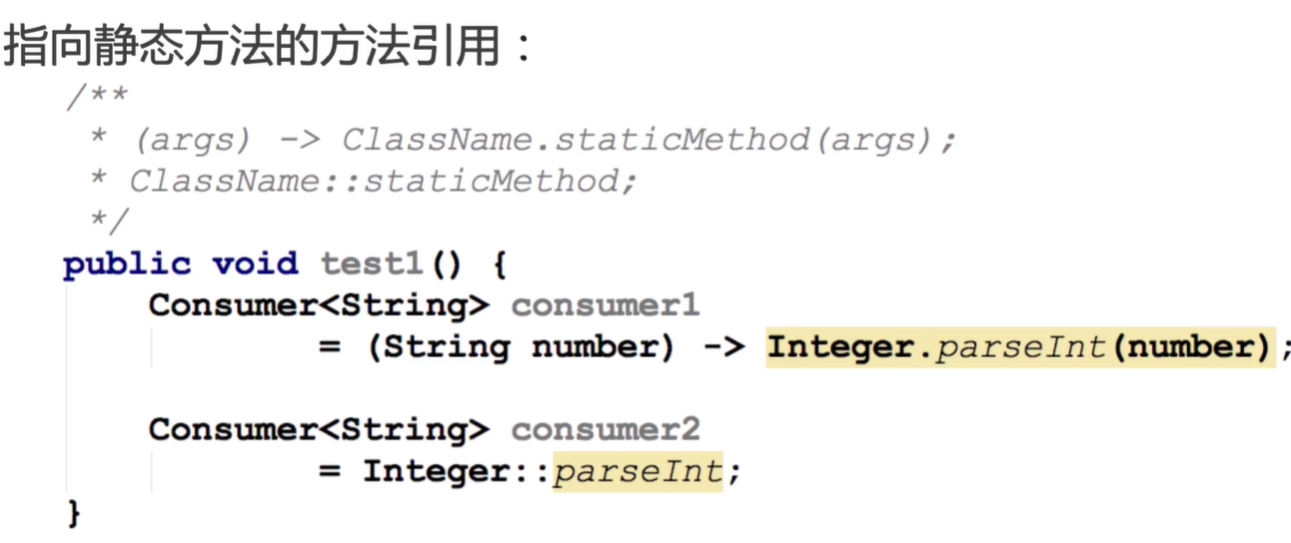 指向静态方法的方法引用：
/**
* (args) -> ClassName.staticMethod(args);
* ClassName::staticMethod;
*/
public void test1() {
Consumer<String> consumer1
= (String number) -> Integer.parseInt(number);
Consumer<String> consumer2
= Integer::parseInt;
}